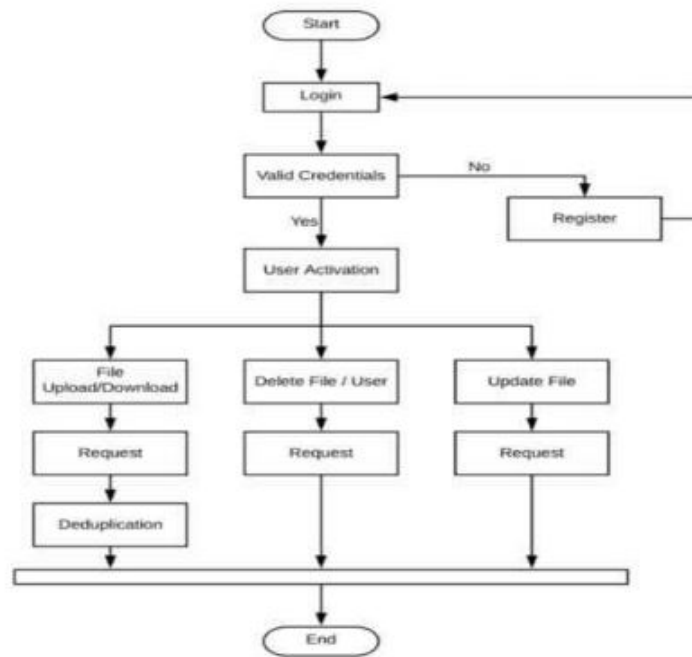 Start
Login
Valid Credentials
No
Register
Yes
User Activation
File
Upload/Download
Delete File / User
Update File
Request
Request
Request
Deduplication
End